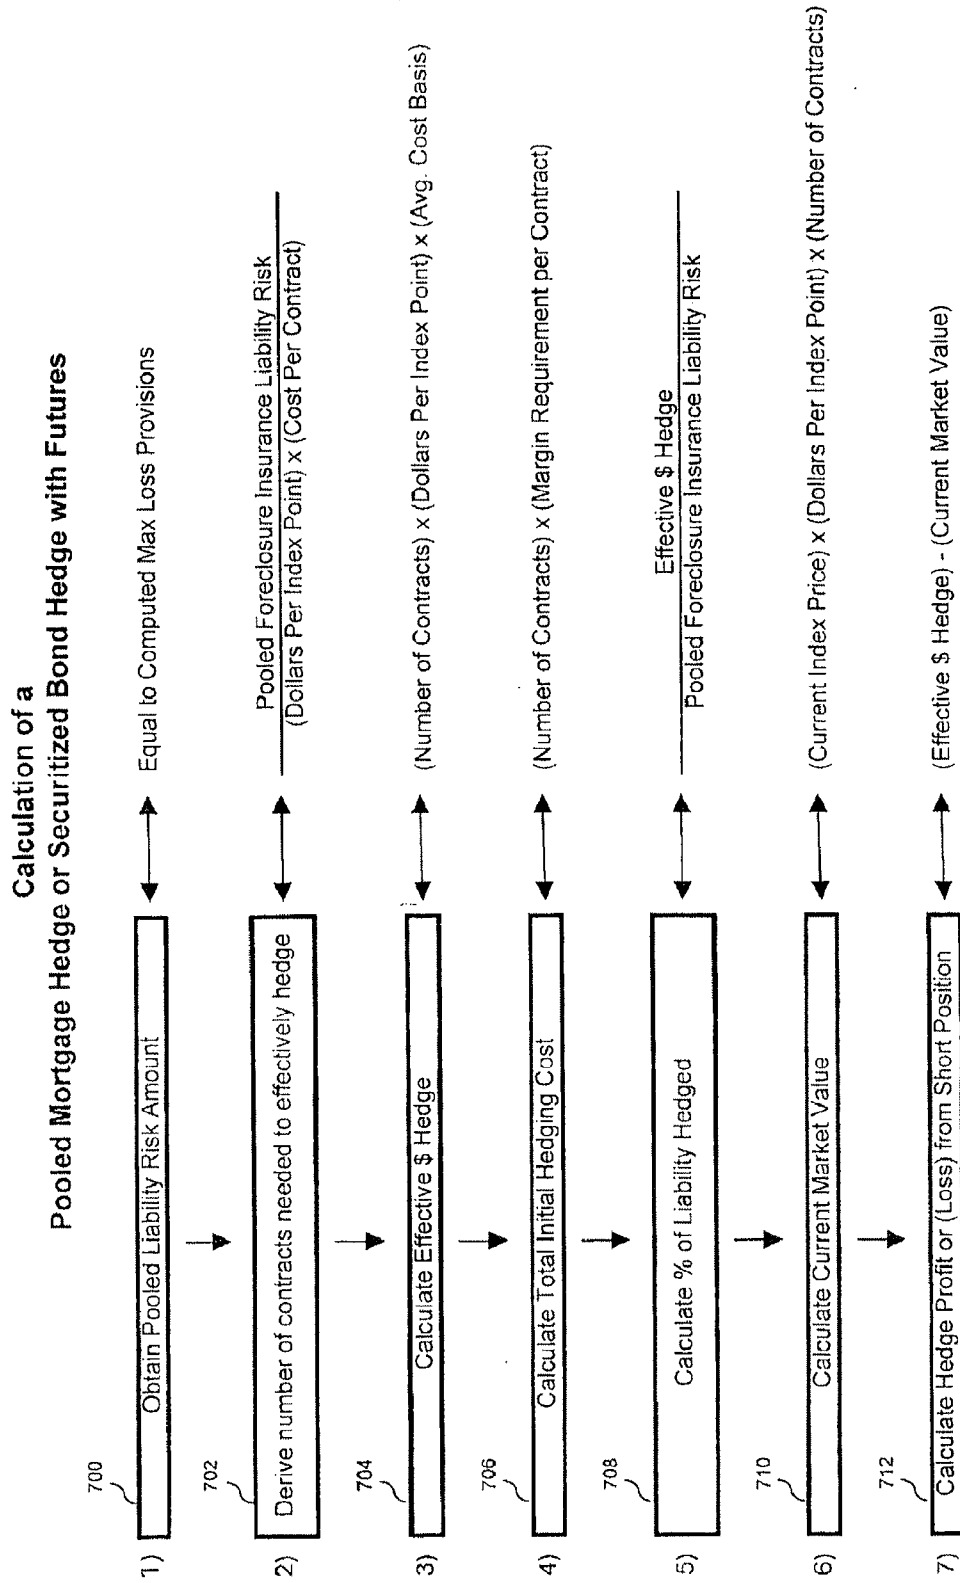 Calculation of a
Pooled Mortgage Hedge or Securitized Bond Hedge with Futures
700
1) Obtain Pooled Liability Risk Amount Equal to Computed Max Loss Provisions
702
2) Derive number of contracts needed to effectively hedge
Pooled Foreclosure Insurance Liability Risk
(Dollars Per Index Point) x (Cost Per Contract)
704
3) Calculate Effective $ Hedge (Number of Contracts) x (Dollars Per Index Point) x (Avg. Cost Basis)
706
4) Calculate Total Initial Hedging Cost (Number of Contracts) x (Margin Requirement per Contract)
708
5) Calculate % of Liability Hedged
Effective $ Hedge
Pooled Foreclosure Insurance Liability Risk
710
6) Calculate Current Market Value (Current Index Price) x (Dollars Per Index Point) x (Number of Contracts)
712
7) Calculate Hedge Profit or (Loss) from Short Position (Effective $ Hedge) - (Current Market Value)